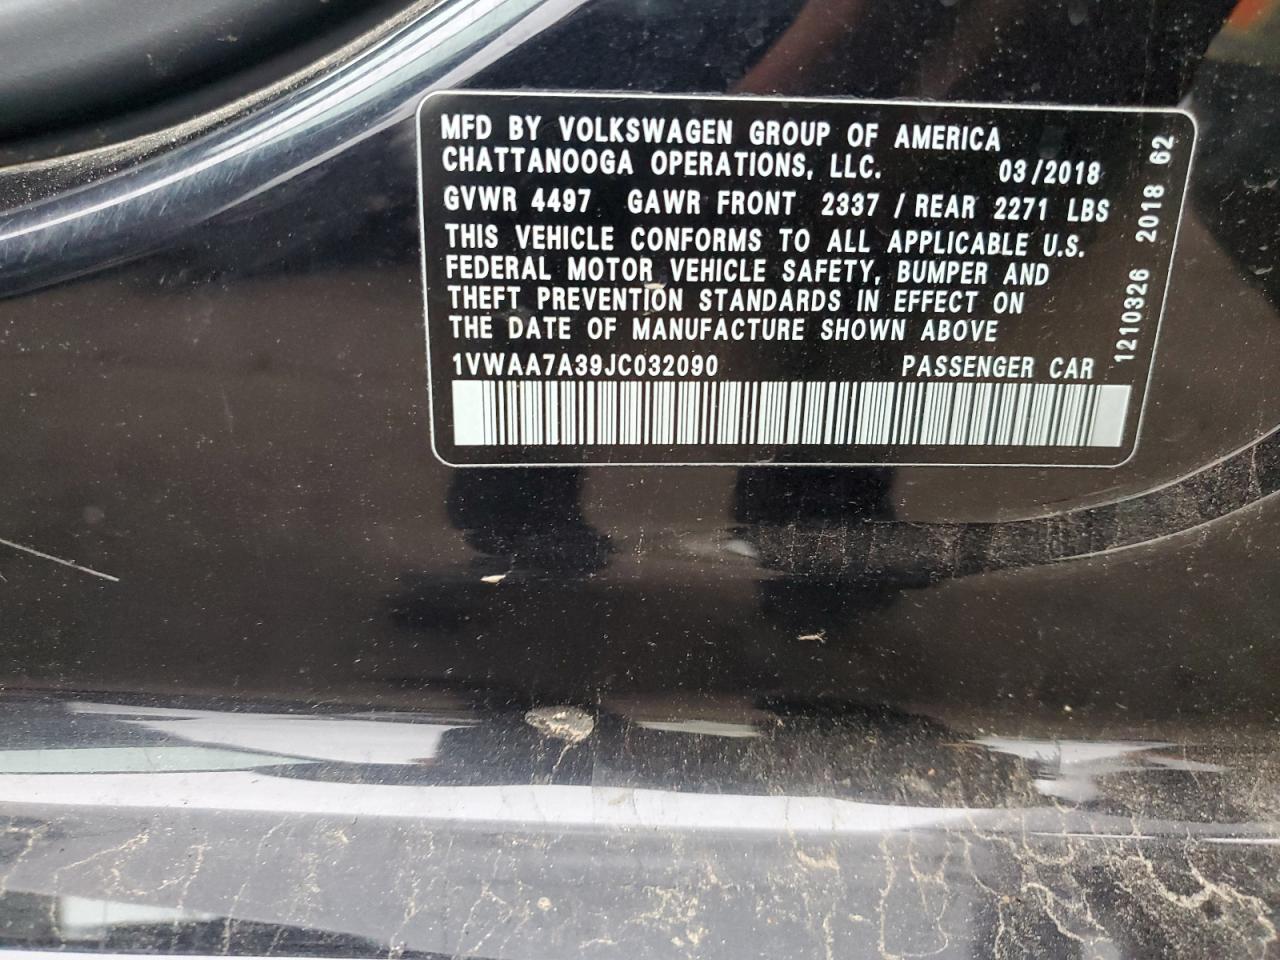 MFD BY VOLKSWAGEN GROUP OF AMERICA
CHATTANOOGA OPERATIONS, LLC. 03/2018
GVWR 4497 GAWR FRONT 2337 / REAR 2271 LBS
THIS VEHICLE CONFORMS TO ALL APPLICABLE U.S.
FEDERAL MOTOR VEHICLE SAFETY, BUMPER AND
THEFT PREVENTION STANDARDS IN EFFECT ON
THE DATE OF MANUFACTURE SHOWN ABOVE
1VWAA7A39JC032090 PASSENGER CAR
1210326 2018 62